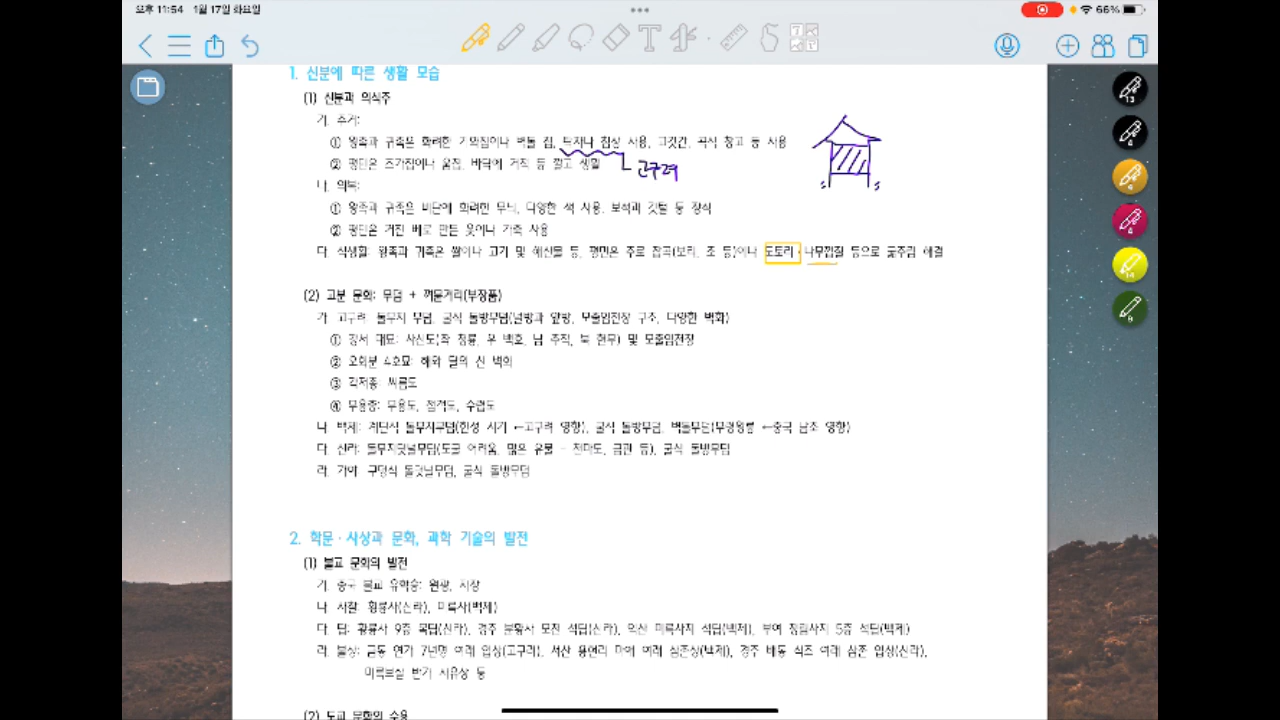 오후 11:54 1월 17일 화요일
66%
1. 신분에 따른 생활 모습
(1) 신분과 의식주
가. 주거:
① 왕족과 귀족은 화려한 기와집이나 벽돌 집, 탁자나 침상 사용, 고깃간, 곡식 창고 등 사용
② 평민은 초가집이나 움집, 바닥에 거적 등 깔고 생활
고구려
나. 의복:
① 왕족과 귀족은 비단에 화려한 무늬, 다양한 색 사용, 보석과 깃털 등 장식
② 평민은 거친 베로 만든 옷이나 가죽 사용
다. 식생활: 왕족과 귀족은 쌀이나 고기 및 해산물 등, 평민은 주로 잡곡(보리, 조 등)이나 도토리·나무껍질 등으로 굶주림 해결
(2) 고분 문화: 무덤 + 껴묻거리(부장품)
가. 고구려: 돌무지 무덤, 굴식 돌방무덤(널방과 앞방, 모줄임천장 구조, 다양한 벽화)
① 강서 대묘: 사신도(좌 청룡, 우 백호, 남 주작, 북 현무) 및 모줄임천장
② 오회분 4호묘: 해와 달의 신 벽화
③ 각저총: 씨름도
④ 무용총: 무용도, 접객도, 수렵도
나. 백제: 계단식 돌무지무덤(한성 시기 ←고구려 영향), 굴식 돌방무덤, 벽돌무덤(무령왕릉 ←중국 남조 영향)
다. 신라: 돌무지덧널무덤(도굴 어려움, 많은 유물 - 천마도, 금관 등), 굴식 돌방무덤
라. 가야: 구덩식 돌덧널무덤, 굴식 돌방무덤
2. 학문·사상과 문화, 과학 기술의 발전
(1) 불교 문화의 발전
가. 중국 불교 유학승: 원광, 자장
나. 사찰: 황룡사(신라), 미륵사(백제)
다. 탑: 황룡사 9층 목탑(신라), 경주 분황사 모전 석탑(신라), 익산 미륵사지 석탑(백제), 부여 정림사지 5층 석탑(백제)
라. 불상: 금동 연가 7년명 여래 입상(고구려), 서산 용현리 마애 여래 삼존상(백제), 경주 배동 석조 여래 삼존 입상(신라),
미륵보살 반가 사유상 등
(2) 도교 문화의 수용